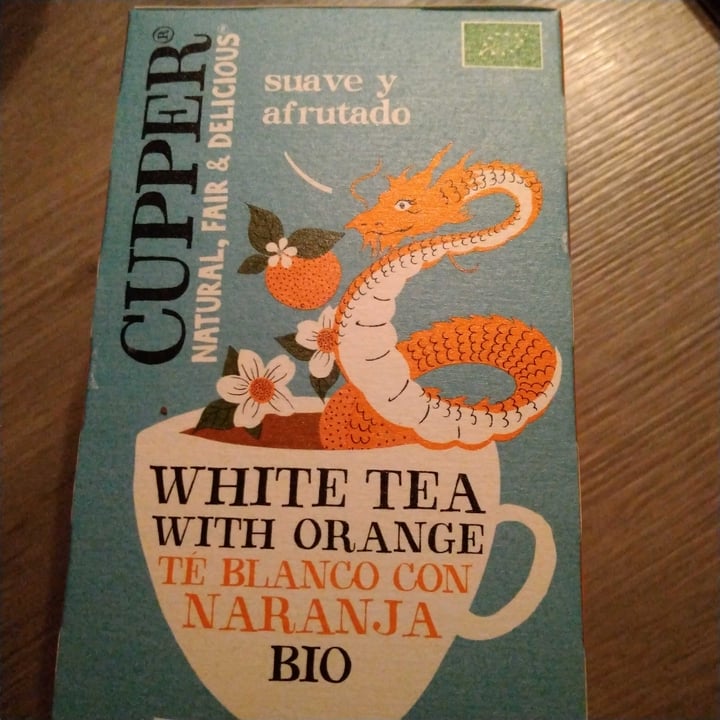 CUPPER®
NATURAL, FAIR & DELICIOUS®
suave y
afrutado
WHITE TEA
WITH ORANGE
TÉ BLANCO CON
NARANJA
BIO